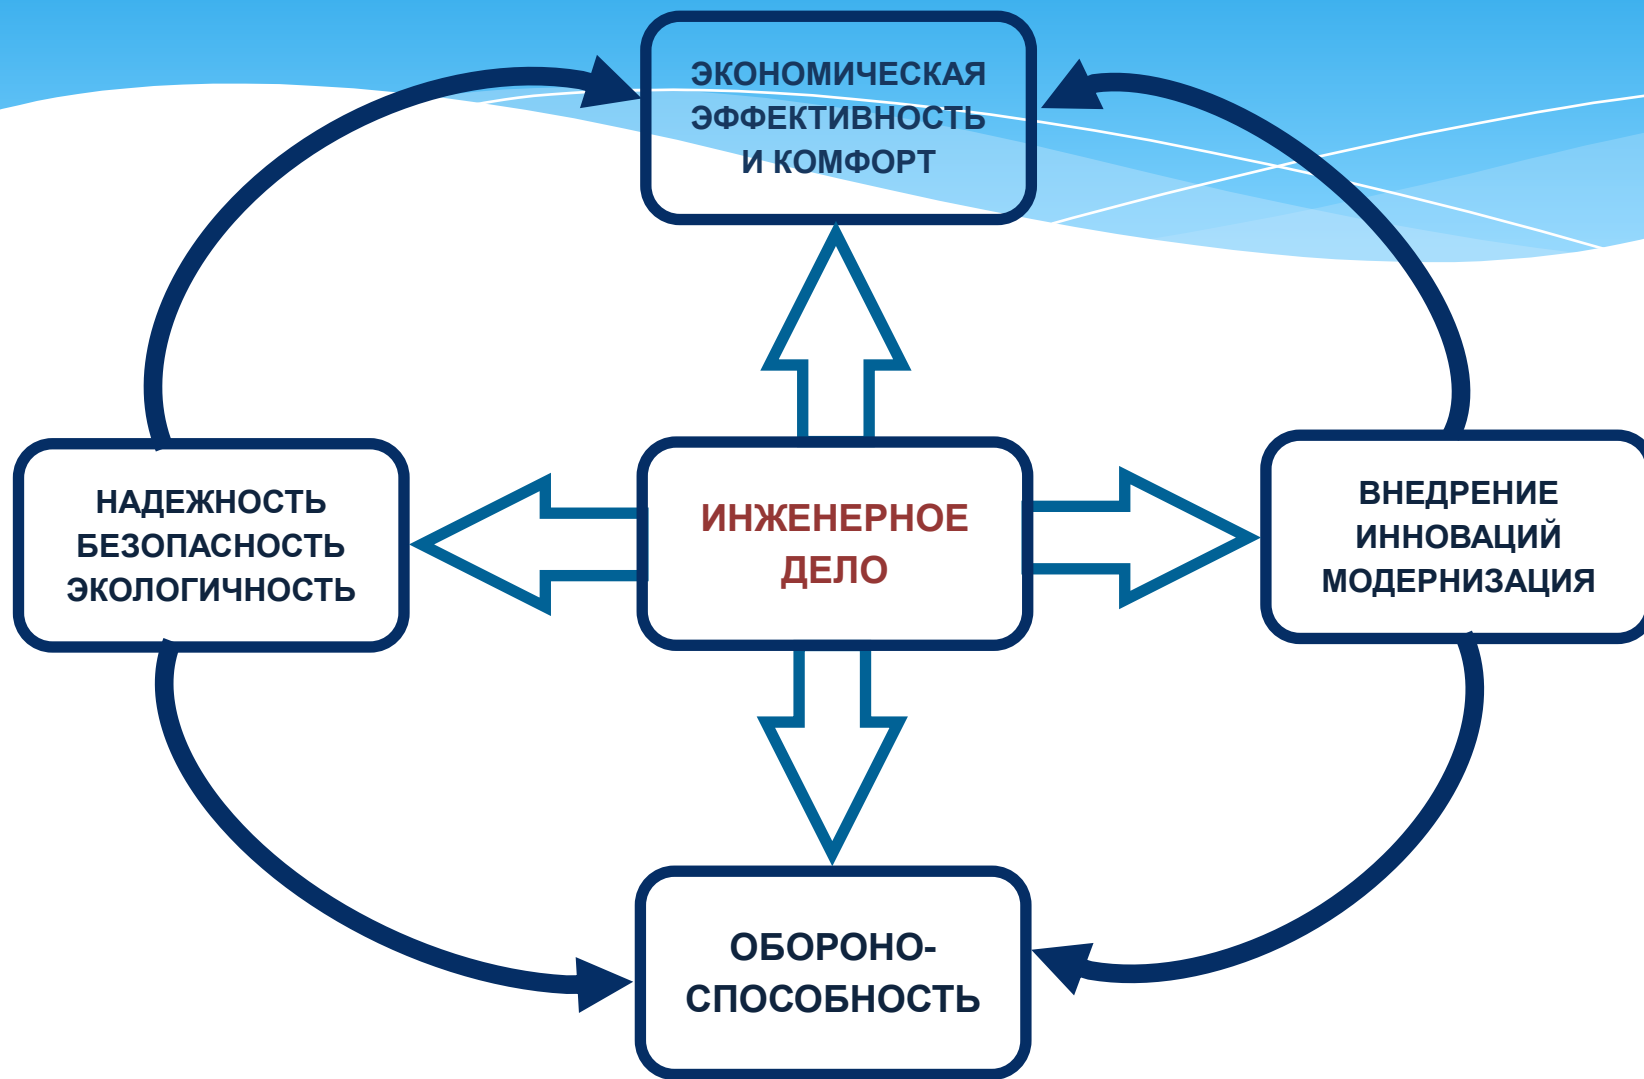 ЭКОНОМИЧЕСКАЯ
ЭФФЕКТИВНОСТЬ
И КОМФОРТ
НАДЕЖНОСТЬ
БЕЗОПАСНОСТЬ
ЭКОЛОГИЧНОСТЬ
ИНЖЕНЕРНОЕ
ДЕЛО
ВНЕДРЕНИЕ
ИННОВАЦИЙ
МОДЕРНИЗАЦИЯ
ОБОРОНО-
СПОСОБНОСТЬ